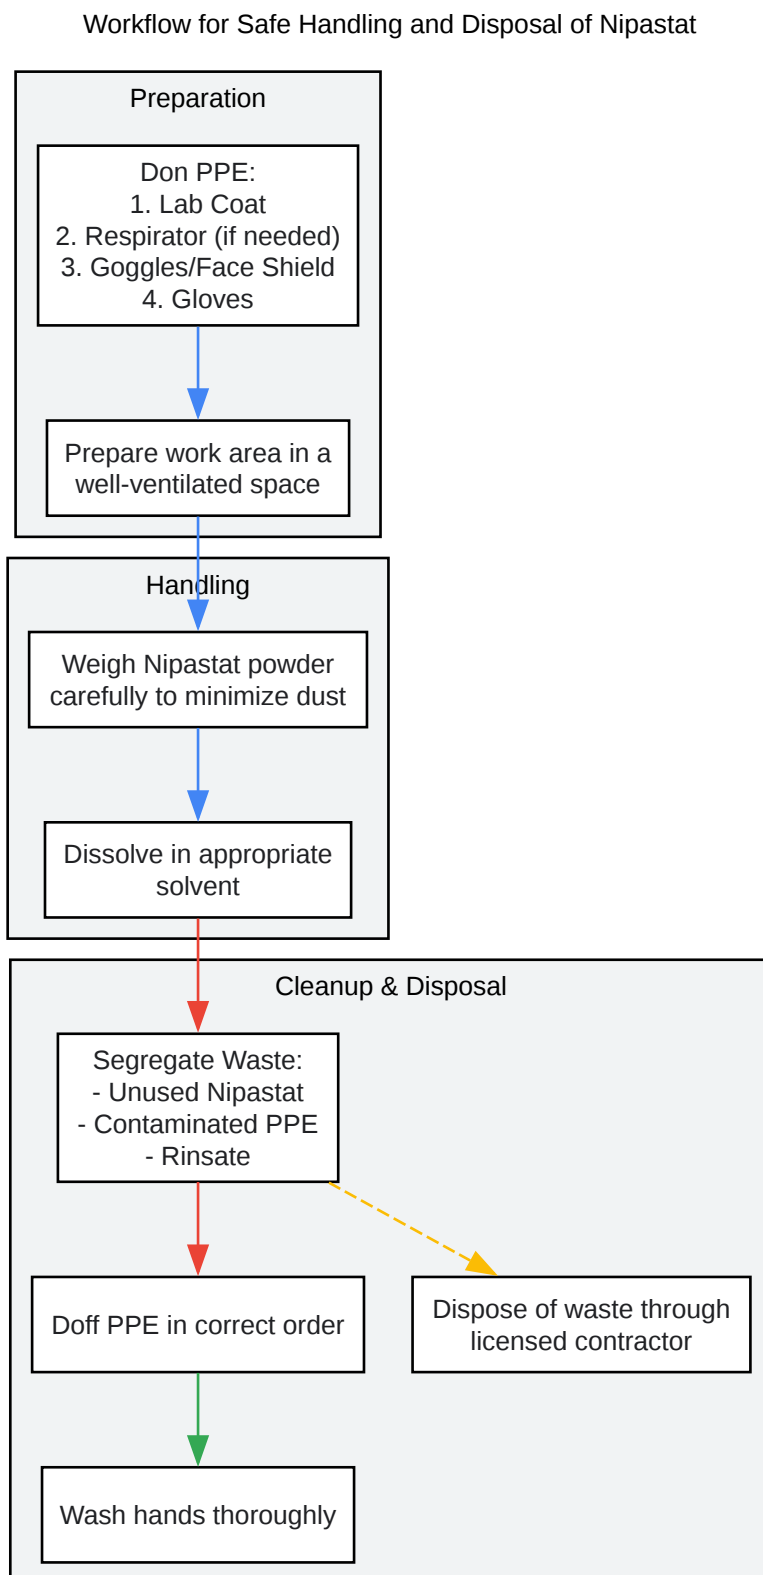 Workflow for Safe Handling and Disposal of Nipastat
Preparation
Don PPE:
1. Lab Coat
2. Respirator (if needed)
3. Goggles/Face Shield
4. Gloves
Prepare work area in a
well-ventilated space
Handling
Weigh Nipastat powder
carefully to minimize dust
Dissolve in appropriate
solvent
Cleanup & Disposal
Segregate Waste:
- Unused Nipastat
- Contaminated PPE
- Rinsate
Doff PPE in correct order
Dispose of waste through
licensed contractor
Wash hands thoroughly